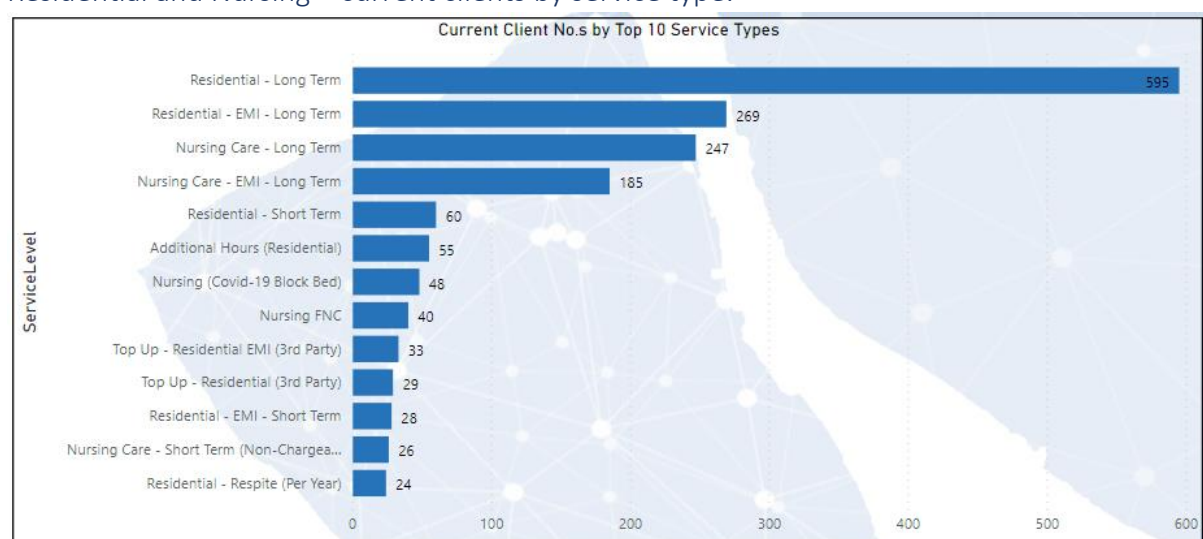 Residential and Nursing – current clients by service type:
Current Client No.s by Top 10 Service Types
ServiceLevel
Residential - Long Term 595
Residential - EMI - Long Term 269
Nursing Care - Long Term 247
Nursing Care - EMI - Long Term 185
Residential - Short Term 60
Additional Hours (Residential) 55
Nursing (Covid-19 Block Bed) 48
Nursing FNC 40
Top Up - Residential EMI (3rd Party) 33
Top Up - Residential (3rd Party) 29
Residential - EMI - Short Term 28
Nursing Care - Short Term (Non-Chargea... 26
Residential - Respite (Per Year) 24
0 100 200 300 400 500 600